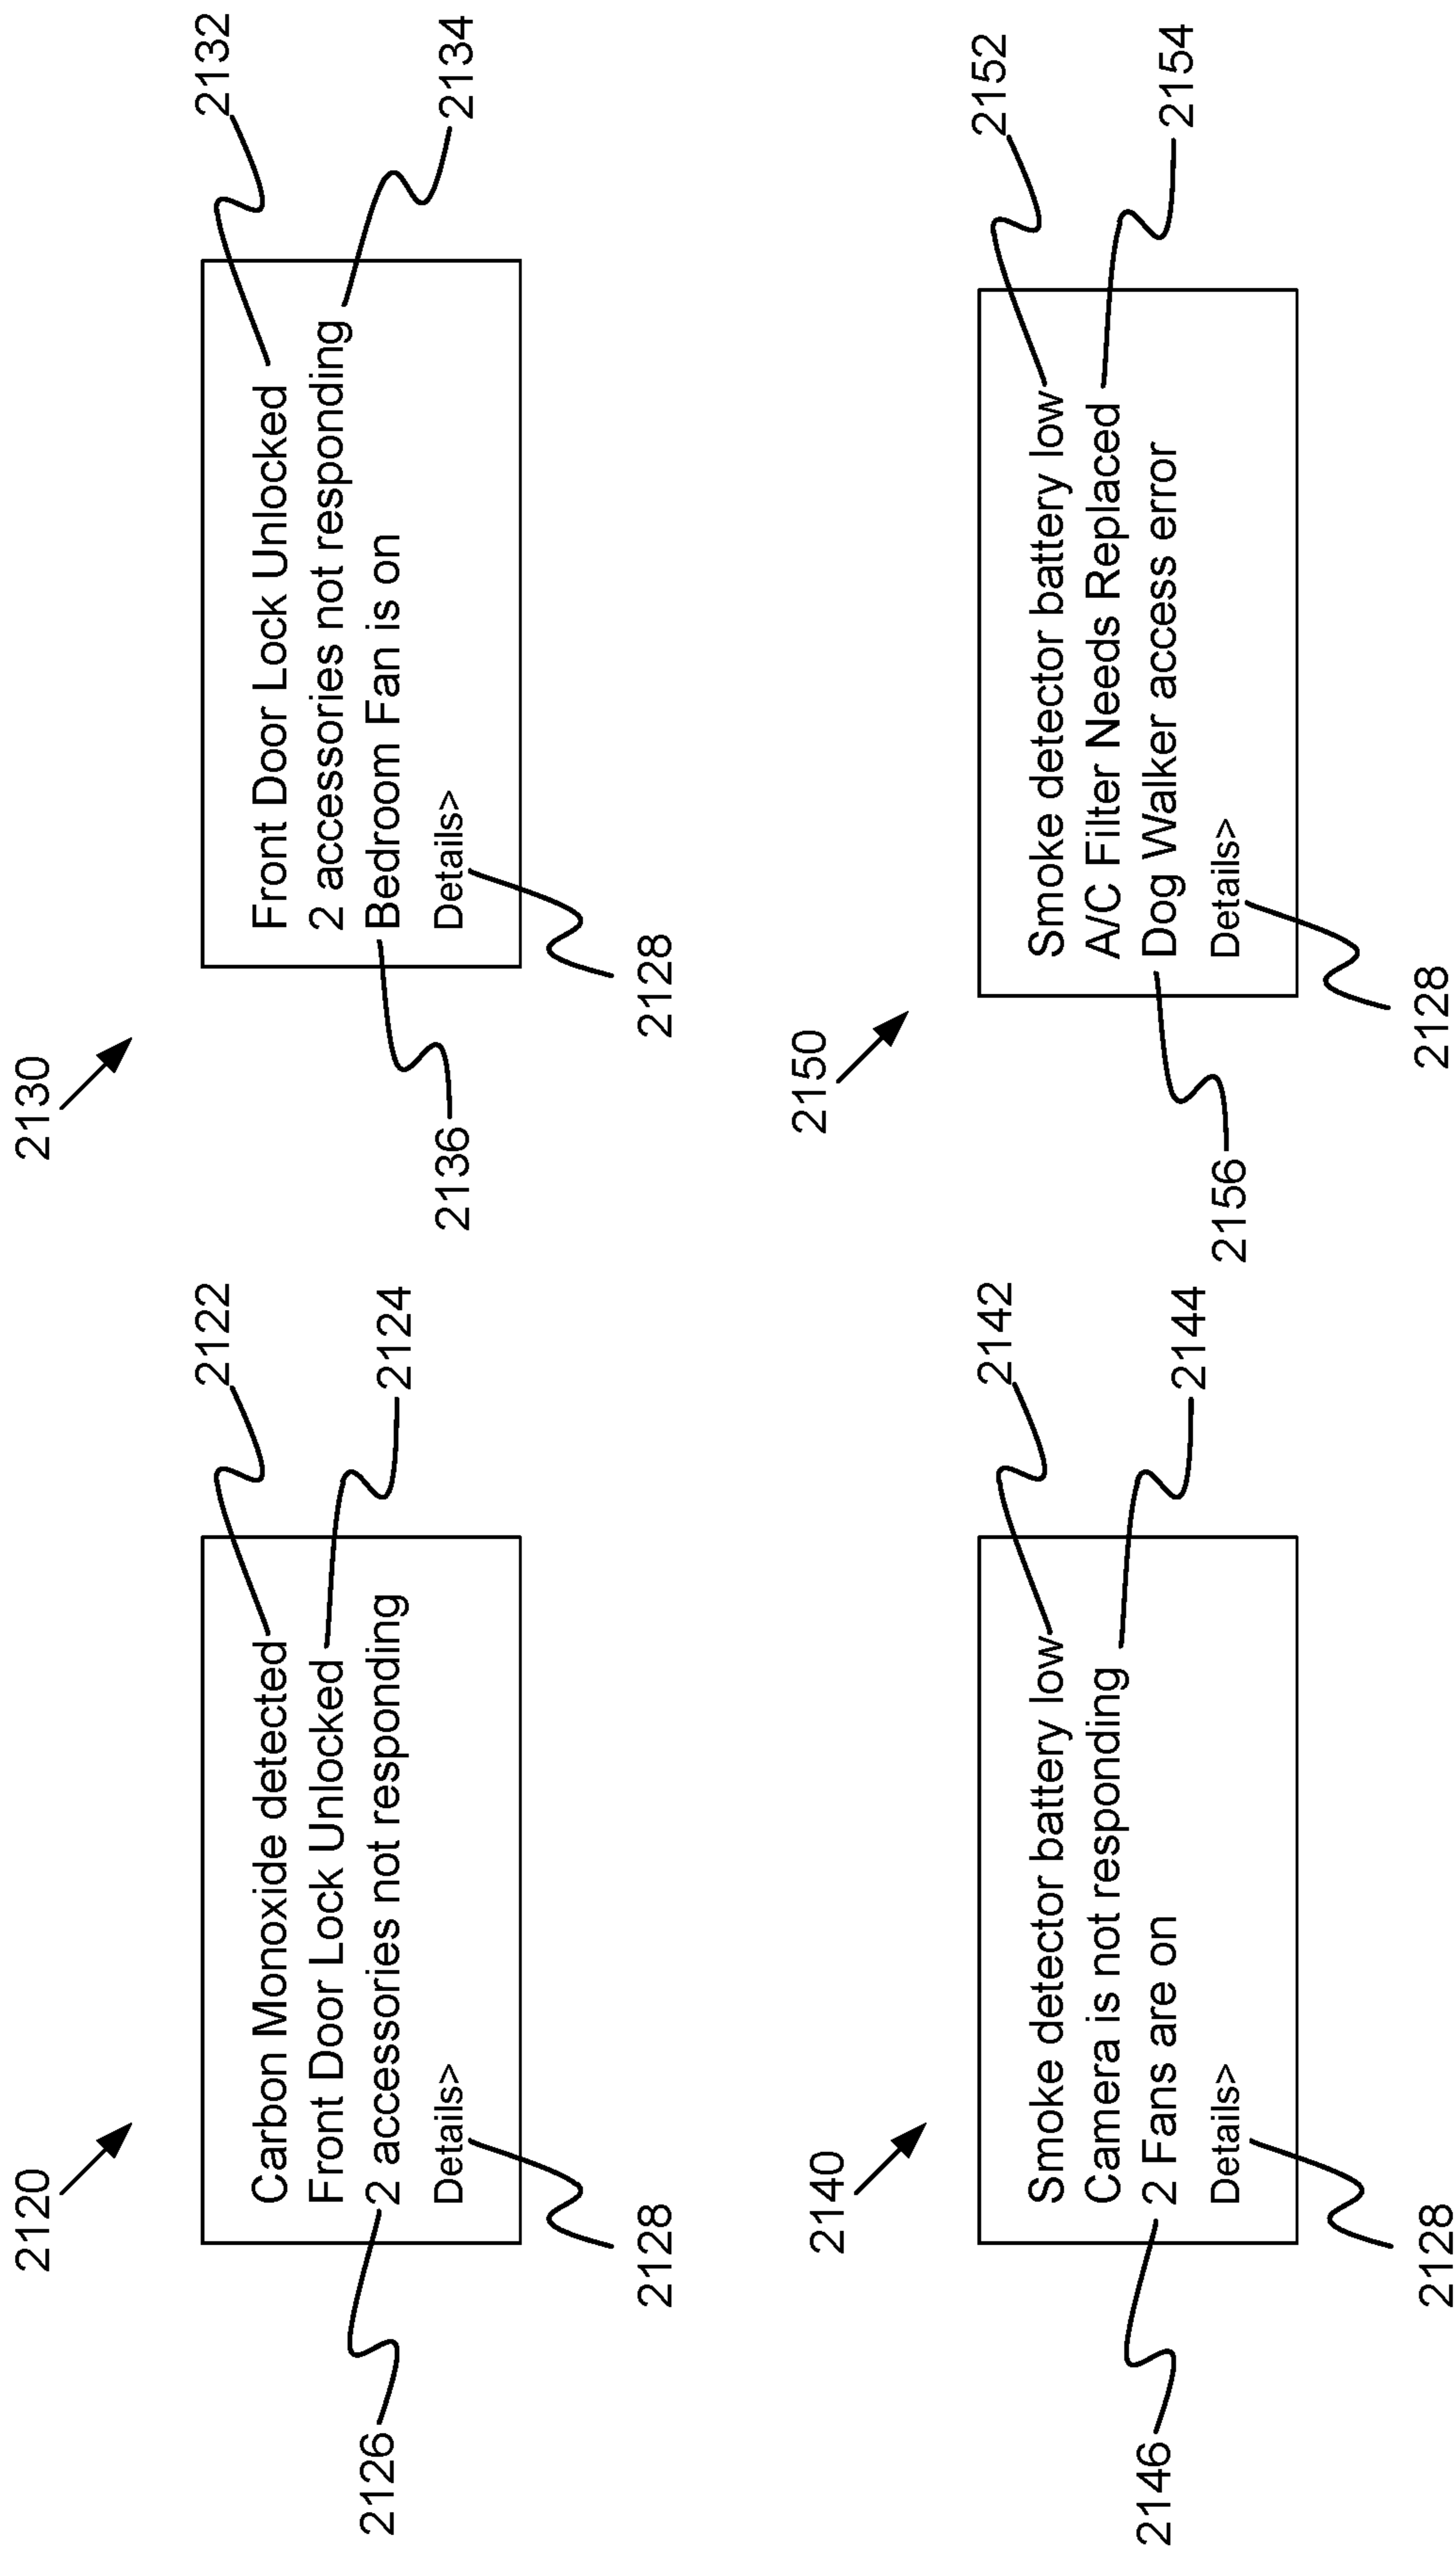 2120
2122
Carbon Monoxide detected
Front Door Lock Unlocked
2124
2126
2 accessories not responding
Details>
2128
2130
2132
Front Door Lock Unlocked
2 accessories not responding
2134
2136
Bedroom Fan is on
Details>
2128
2140
2142
Smoke detector battery low
Camera is not responding
2144
2146
2 Fans are on
Details>
2128
2150
2152
Smoke detector battery low
A/C Filter Needs Replaced
2154
2156
Dog Walker access error
Details>
2128